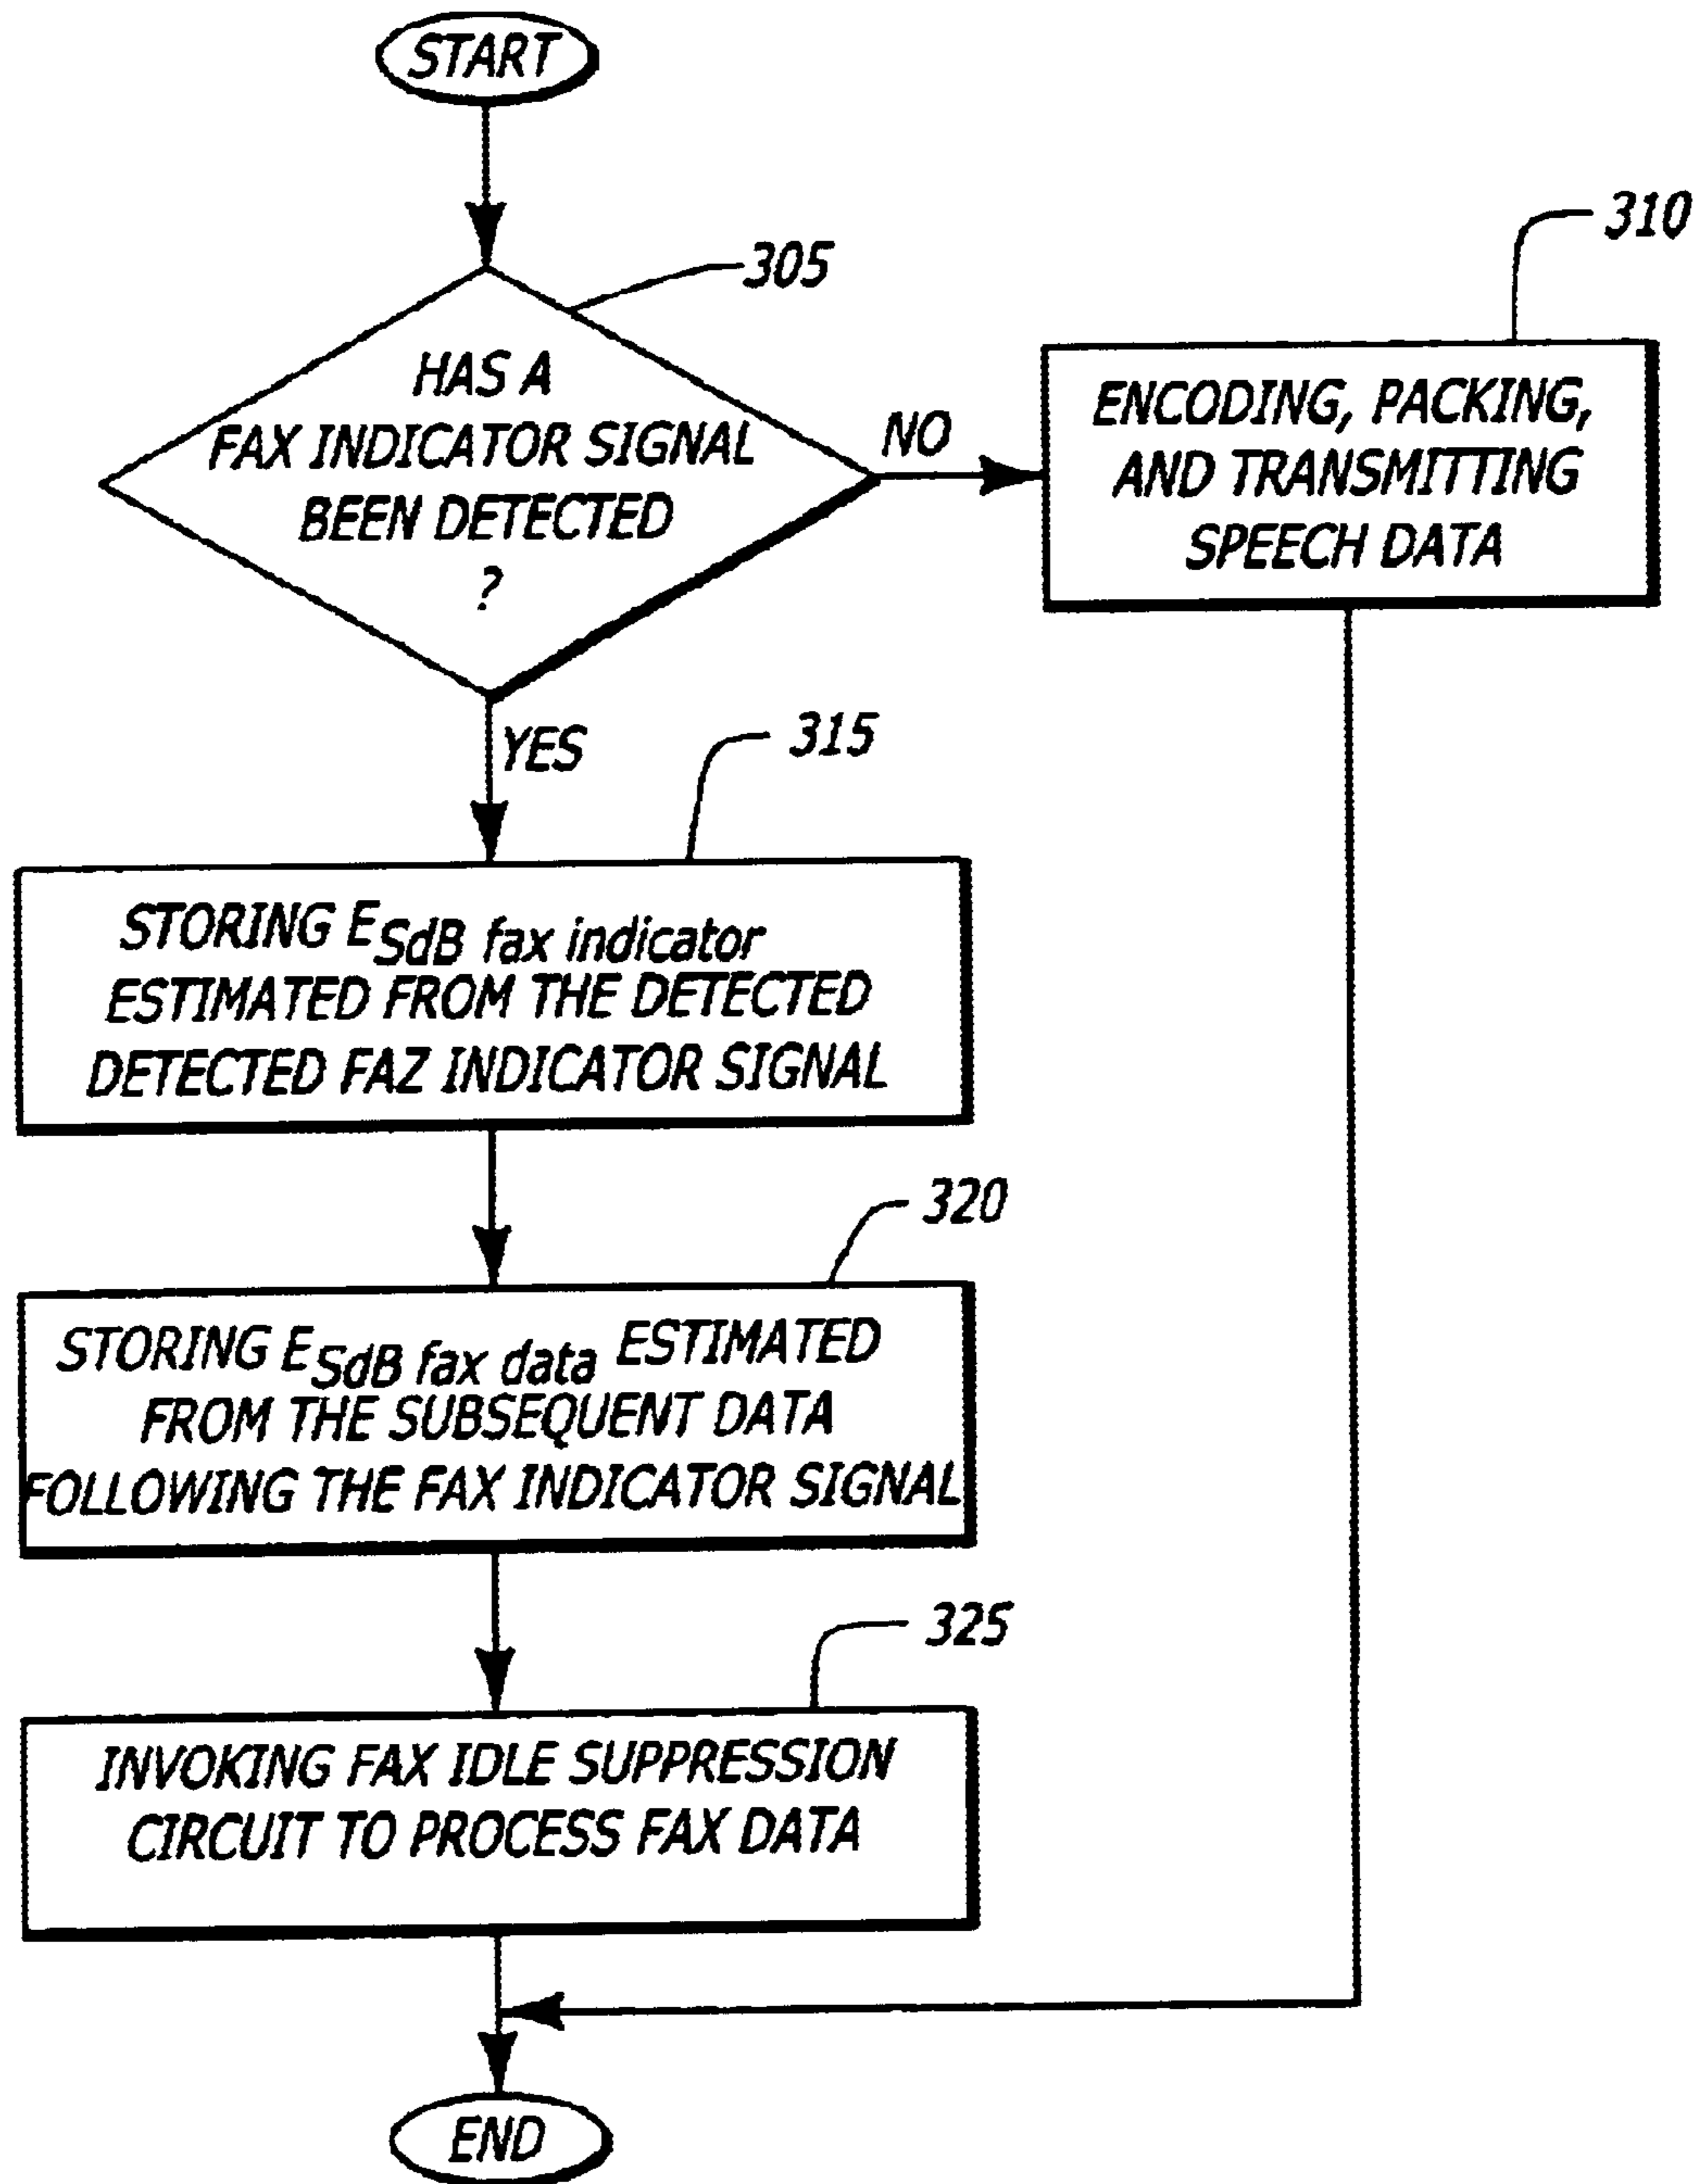 START
305
HAS A
FAX INDICATOR SIGNAL
BEEN DETECTED
?
NO
310
ENCODING, PACKING,
AND TRANSMITTING
SPEECH DATA
YES
315
STORING ESdB fax indicator
ESTIMATED FROM THE DETECTED
DETECTED FAZ INDICATOR SIGNAL
320
STORING ESdB fax data ESTIMATED
FROM THE SUBSEQUENT DATA
FOLLOWING THE FAX INDICATOR SIGNAL
325
INVOKING FAX IDLE SUPPRESSION
CIRCUIT TO PROCESS FAX DATA
END